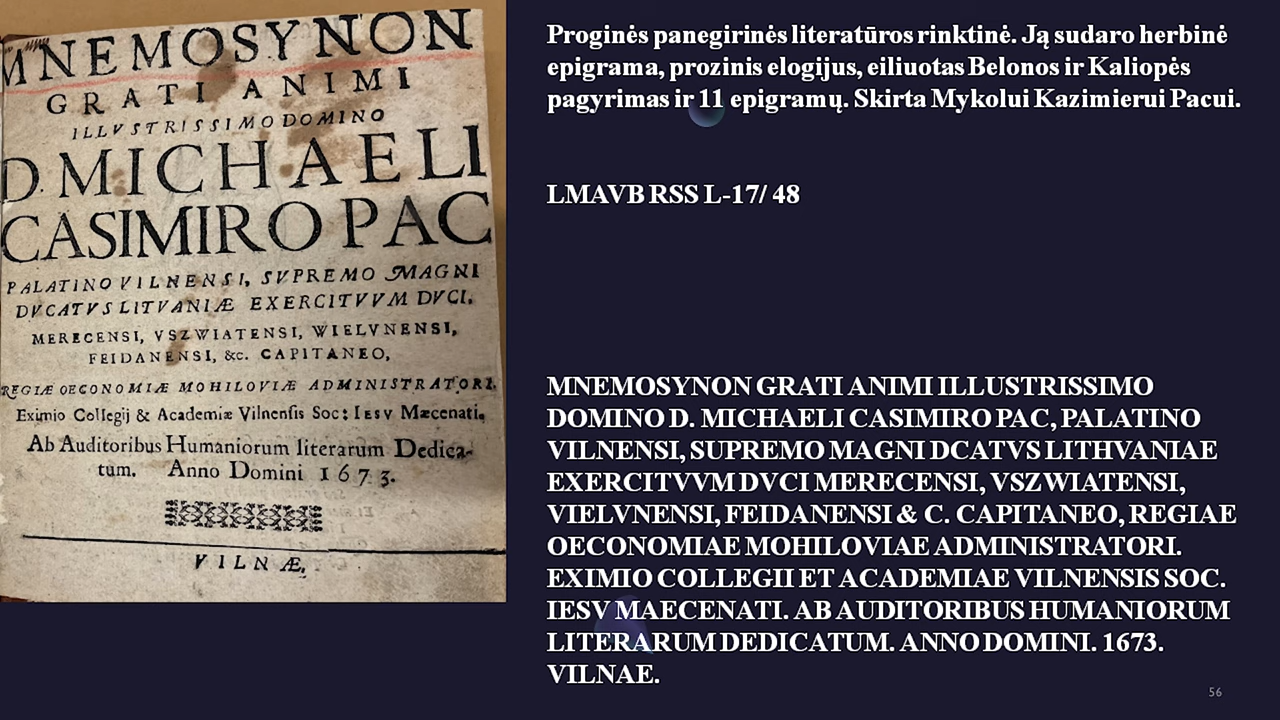 MNEMOSYNON
GRATI ANIMI
ILLVSTRISSIMO DOMINO
D. MICHAELI
CASIMIRO PAC
PALATINO VILNENSI, SVPREMO MAGNI
DVCATVS LITVANIÆ EXERCITVVM DVCI,
MERECENSI, VSZWIATENSI, WIELVNENSI,
FEIDANENSI, &c. CAPITANEO,
REGIÆ OECONOMIÆ MOHILOVIÆ ADMINISTRATORI.
Eximio Collegij & Academiæ Vilnensis Soc: IESV Mæcenati,
Ab Auditoribus Humaniorum literarum Dedica-
tum. Anno Domini 1673.
VILNÆ.
Proginės panegirinės literatūros rinktinė. Ją sudaro herbinė
epigrama, prozinis elogijus, eiliuotas Belonos ir Kaliopės
pagyrimas ir 11 epigramų. Skirta Mykolui Kazimierui Pacui.
LMAVB RSS L-17/ 48
MNEMOSYNON GRATI ANIMI ILLUSTRISSIMO
DOMINO D. MICHAELI CASIMIRO PAC, PALATINO
VILNENSI, SUPREMO MAGNI DCATVS LITHVANIAE
EXERCITVVM DVCI MERECENSI, VSZWIATENSI,
VIELVNENSI, FEIDANENSI & C. CAPITANEO, REGIAE
OECONOMIAE MOHILOVIAE ADMINISTRATORI.
EXIMIO COLLEGII ET ACADEMIAE VILNENSIS SOC.
IESV MAECENATI. AB AUDITORIBUS HUMANIORUM
LITERARUM DEDICATUM. ANNO DOMINI. 1673.
VILNAE.
56